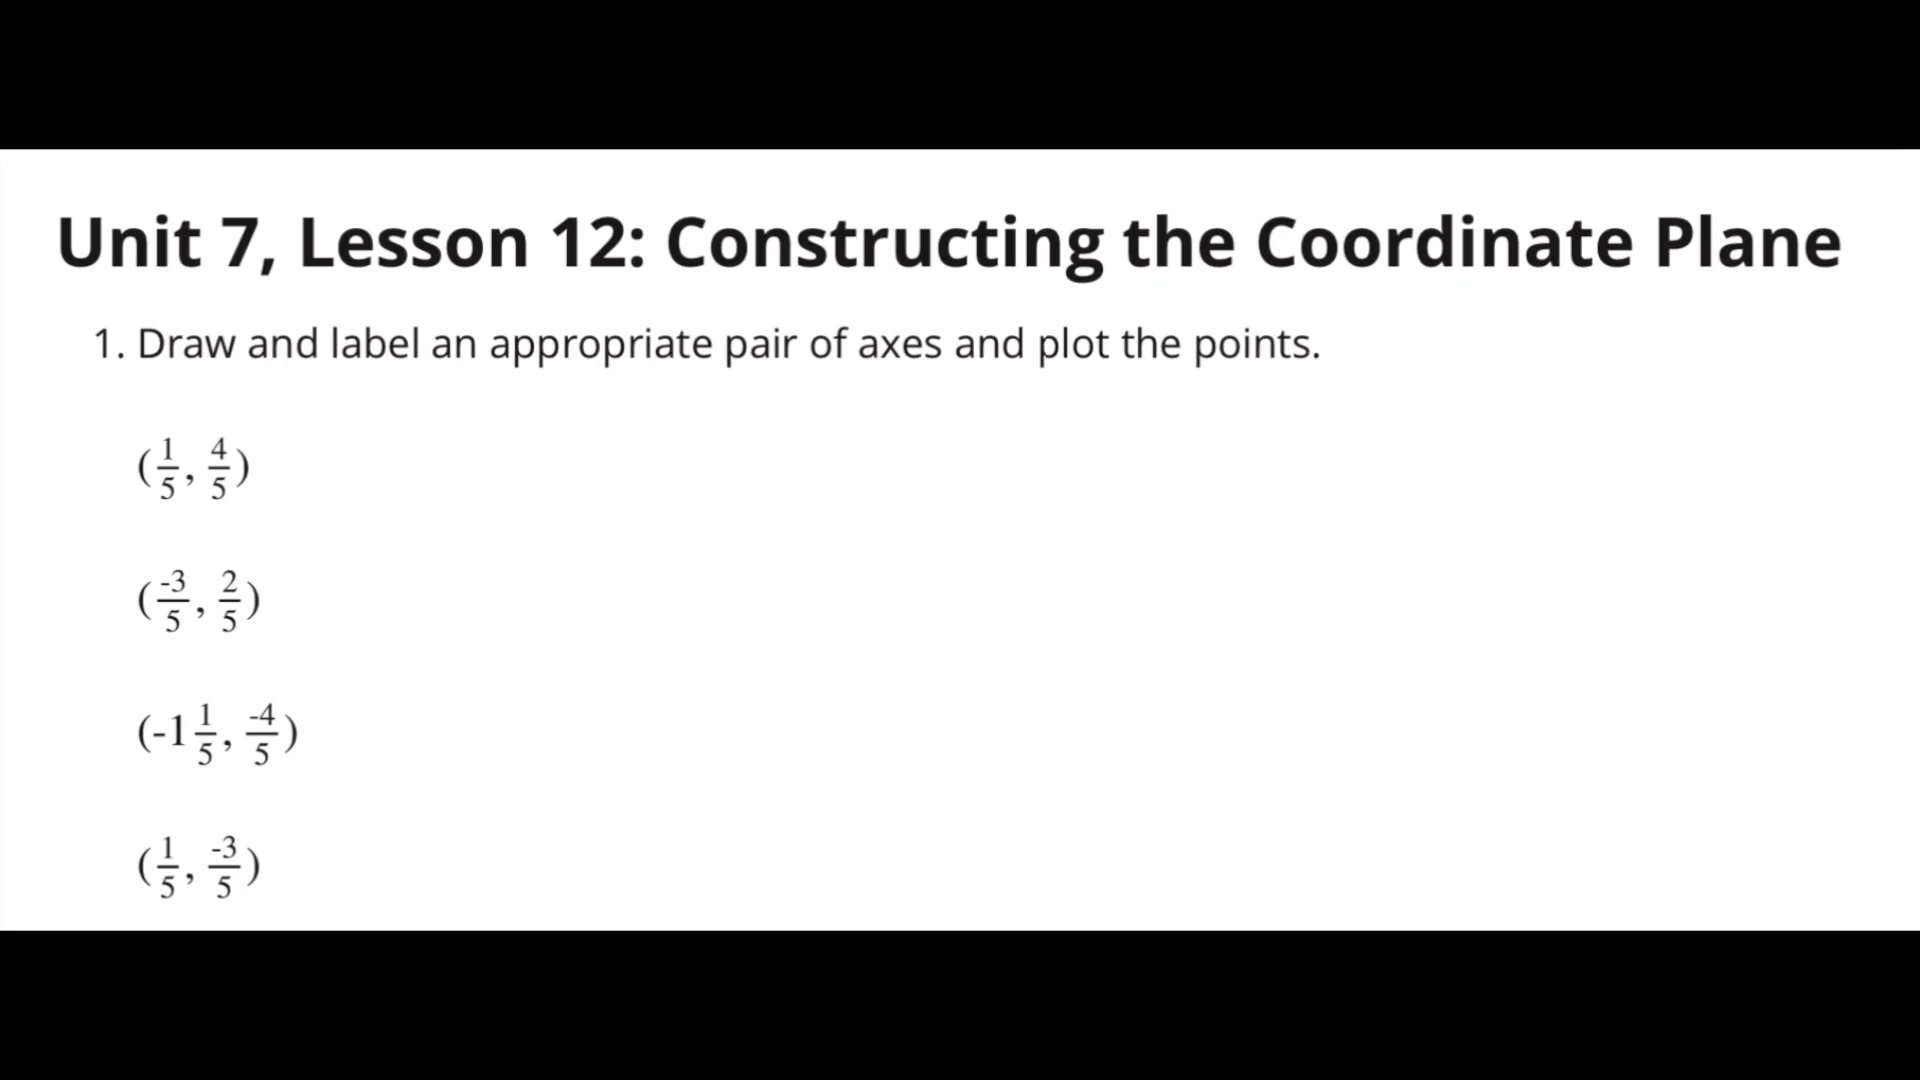 Unit 7, Lesson 12: Constructing the Coordinate Plane
1. Draw and label an appropriate pair of axes and plot the points.
(1/5, 4/5)
(-3/5, 2/5)
(-1 1/5, -4/5)
(1/5, -3/5)